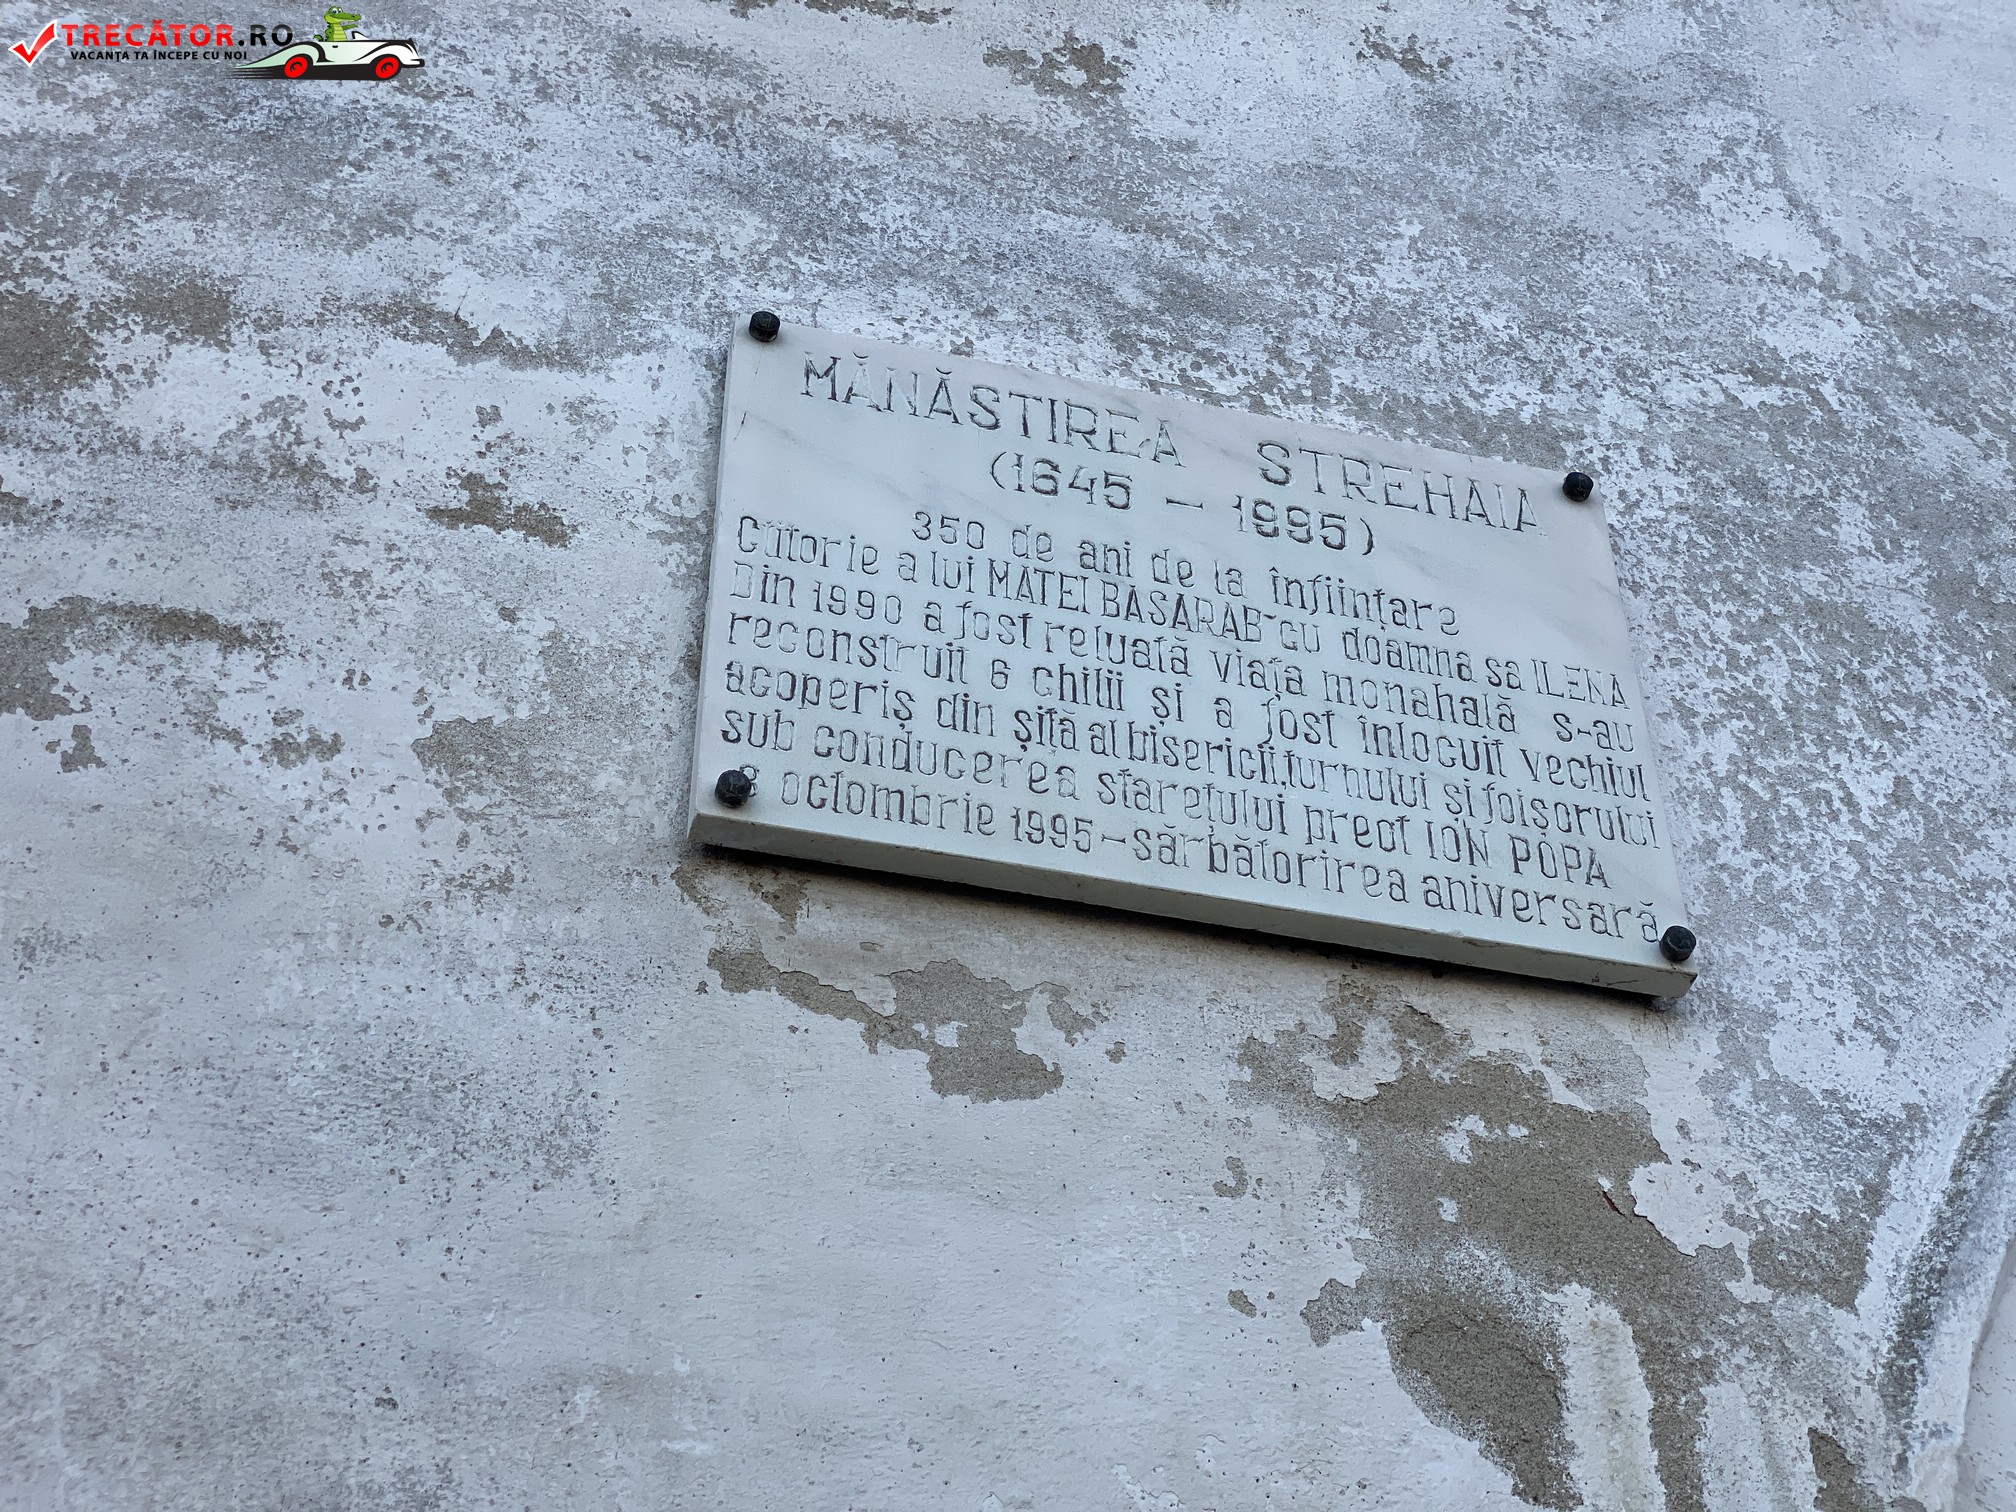 TRECĂTOR.RO
VACANȚA TA ÎNCEPE CU NOI
MĂNĂSTIREA STREHAIA
(1645 – 1995)
350 de ani de la înființare
Ctitorie a lui MATEI BASARAB-cu doamna sa ILENA
Din 1990 a fost reluată viața monahală s-au
reconstruit 6 chilii și a fost înlocuit vechiul
acoperiș din șiță al bisericii, turnului și foișorului
sub conducerea starețului preot ION POPA
8 octombrie 1995-sărbătorirea aniversară